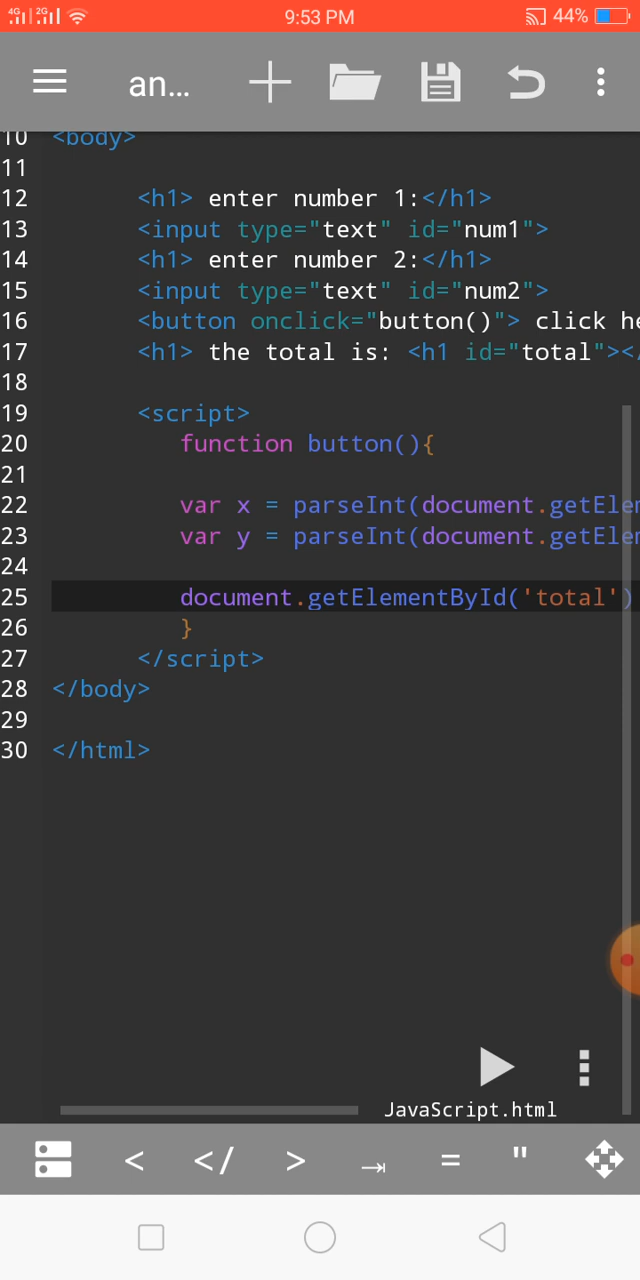 4G 2G 9:53 PM 44%
an...
10 <body>
11
12 <h1> enter number 1:</h1>
13 <input type="text" id="num1">
14 <h1> enter number 2:</h1>
15 <input type="text" id="num2">
16 <button onclick="button()"> click he
17 <h1> the total is: <h1 id="total"></
18
19 <script>
20 function button(){
21
22 var x = parseInt(document.getElem
23 var y = parseInt(document.getElem
24
25 document.getElementById('total')
26 }
27 </script>
28 </body>
29
30 </html>
JavaScript.html
< </ > = "